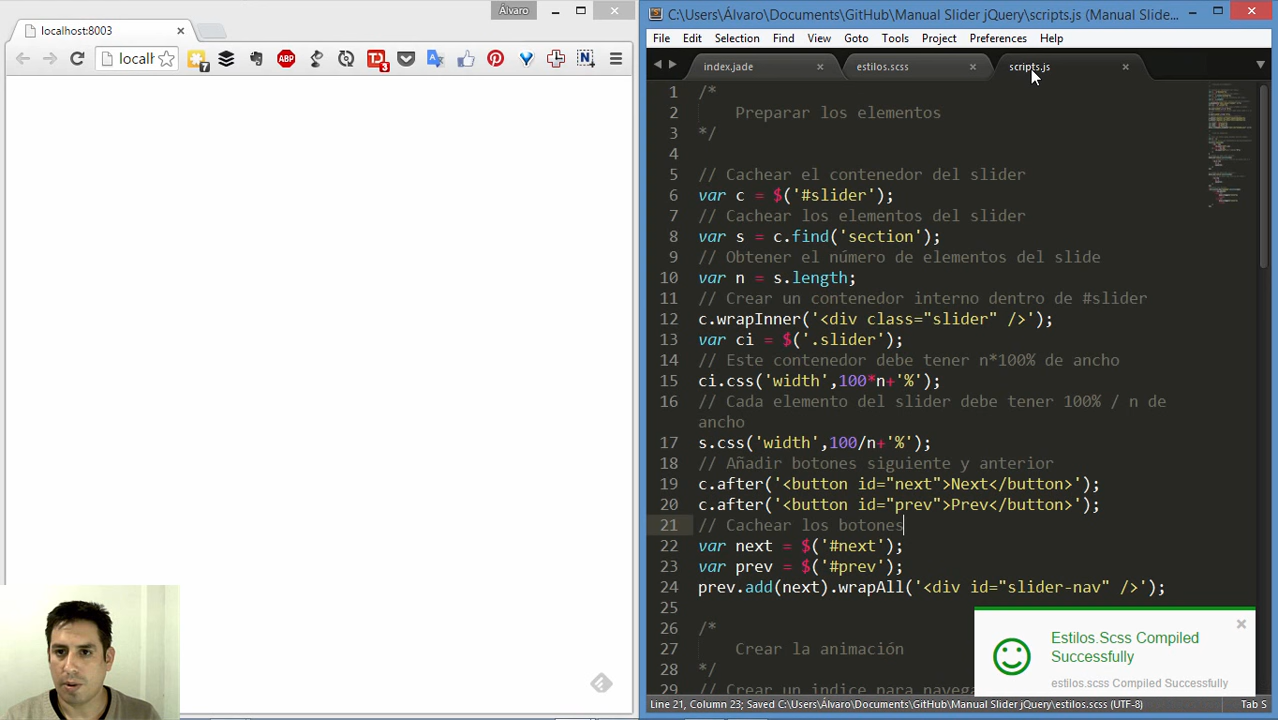 Álvaro
C:\Users\Álvaro\Documents\GitHub\Manual Slider jQuery\scripts.js (Manual Slide...
localhost:8003
File Edit Selection Find View Goto Tools Project Preferences Help
localh
7
ABP
3
index.jade
estilos.scss
scripts.js
1 /*
2 Preparar los elementos
3 */
4
5 // Cachear el contenedor del slider
6 var c = $('#slider');
7 // Cachear los elementos del slider
8 var s = c.find('section');
9 // Obtener el número de elementos del slide
10 var n = s.length;
11 // Crear un contenedor interno dentro de #slider
12 c.wrapInner('<div class="slider" />');
13 var ci = $('.slider');
14 // Este contenedor debe tener n*100% de ancho
15 ci.css('width',100*n+'%');
16 // Cada elemento del slider debe tener 100% / n de
ancho
17 s.css('width',100/n+'%');
18 // Añadir botones siguiente y anterior
19 c.after('<button id="next">Next</button>');
20 c.after('<button id="prev">Prev</button>');
21 // Cachear los botones
22 var next = $('#next');
23 var prev = $('#prev');
24 prev.add(next).wrapAll('<div id="slider-nav" />');
25
26 /*
27 Crear la animación
28 */
29 // Crear un indice para naveg
Estilos.Scss Compiled
Successfully
estilos.scss Compiled Successfully
Line 21, Column 23; Saved C:\Users\Álvaro\Documents\GitHub\Manual Slider jQuery\estilos.scss (UTF-8)
Tab S